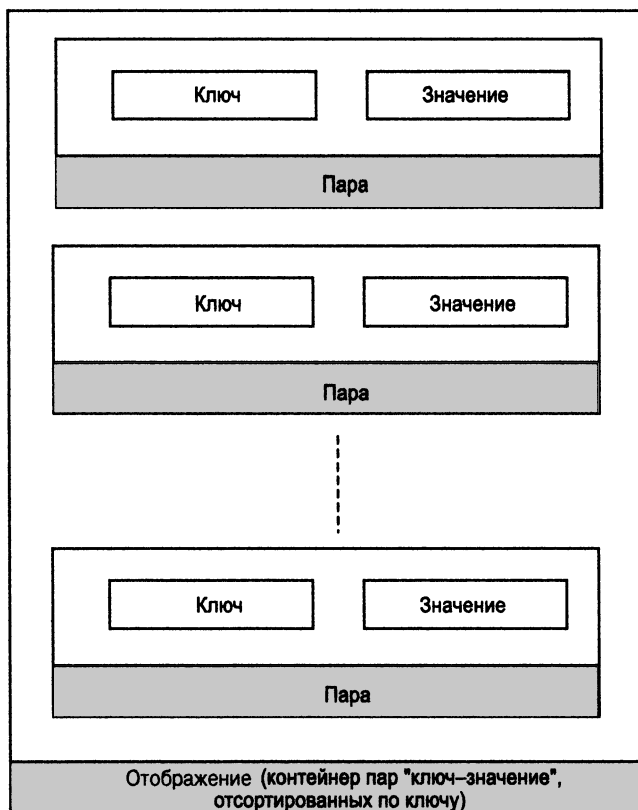 Ключ Значение
Пара
Ключ Значение
Пара
Ключ Значение
Пара
Отображение (контейнер пар "ключ–значение",
отсортированных по ключу)